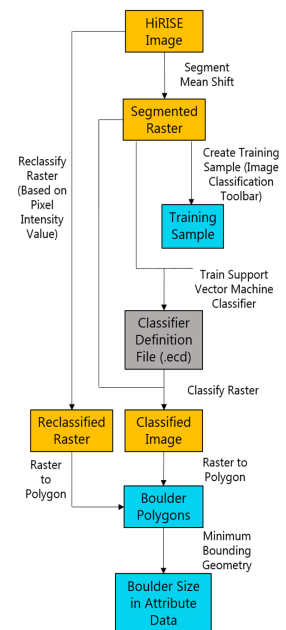 HiRISE
Image
Segment
Mean Shift
Segmented
Raster
Reclassify
Raster
(Based on
Pixel
Intensity
Value)
Create Training
Sample (Image
Classification
Toolbar)
Training
Sample
Train Support
Vector Machine
Classifier
Classifier
Definition
File (.ecd)
Classify Raster
Reclassified
Raster
Classified
Image
Raster
to
Polygon
Raster to
Polygon
Boulder
Polygons
Minimum
Bounding
Geometry
Boulder Size
in Attribute
Data